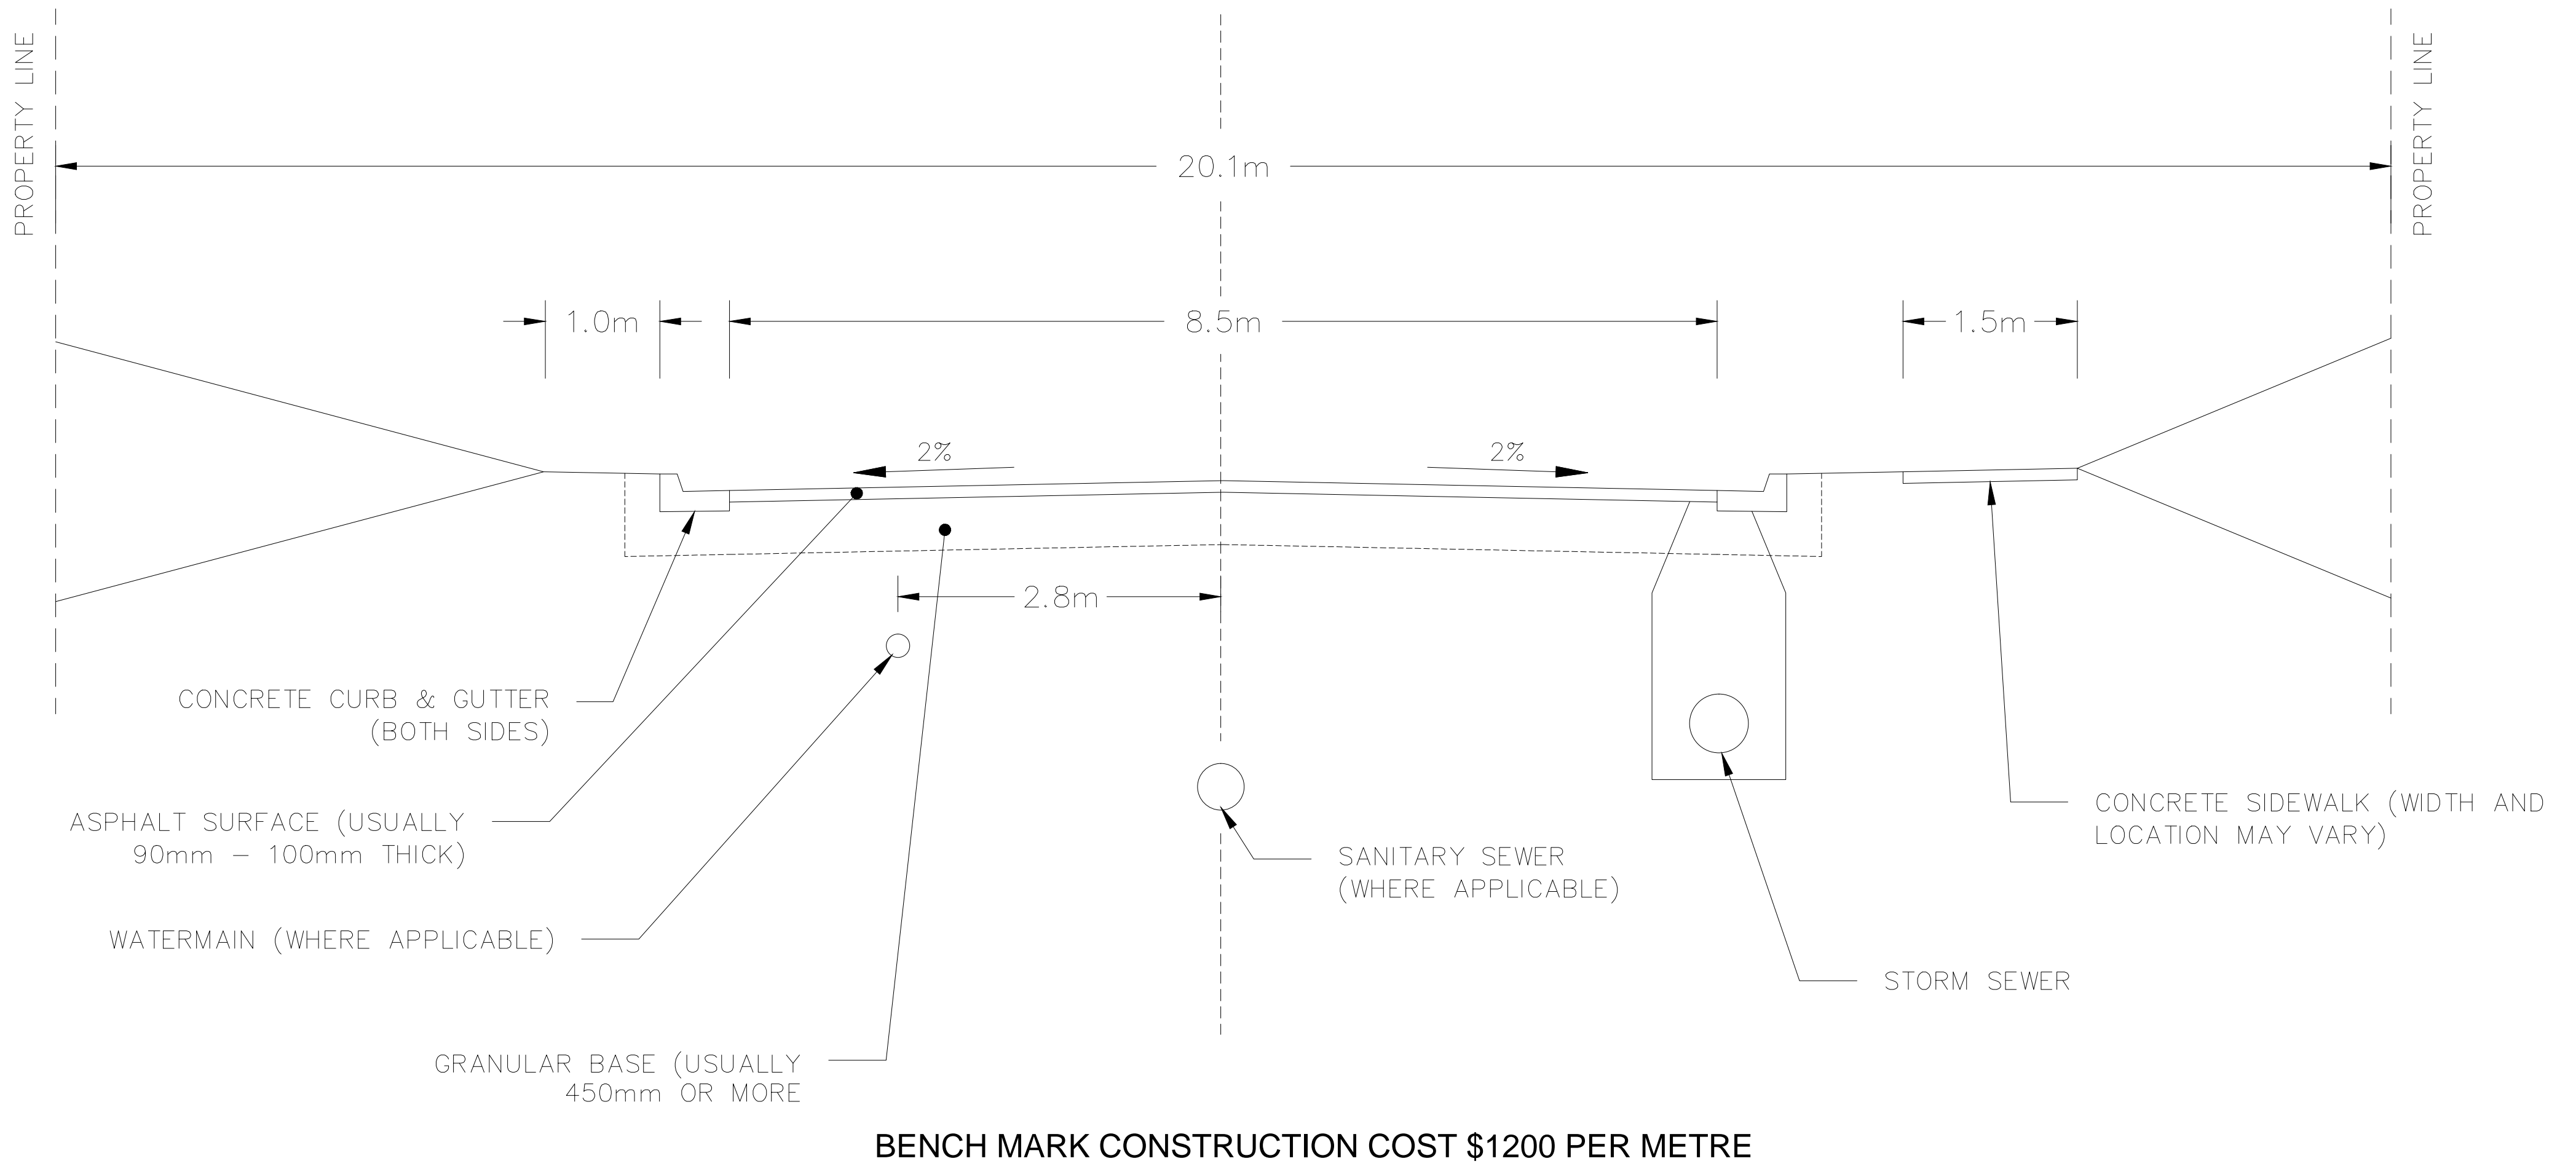 PROPERTY LINE
PROPERTY LINE
20.1m
1.0m
8.5m
1.5m
2%
2%
2.8m
CONCRETE CURB & GUTTER
(BOTH SIDES)
ASPHALT SURFACE (USUALLY
90mm – 100mm THICK)
WATERMAIN (WHERE APPLICABLE)
GRANULAR BASE (USUALLY
450mm OR MORE
SANITARY SEWER
(WHERE APPLICABLE)
STORM SEWER
CONCRETE SIDEWALK (WIDTH AND
LOCATION MAY VARY)
BENCH MARK CONSTRUCTION COST $1200 PER METRE